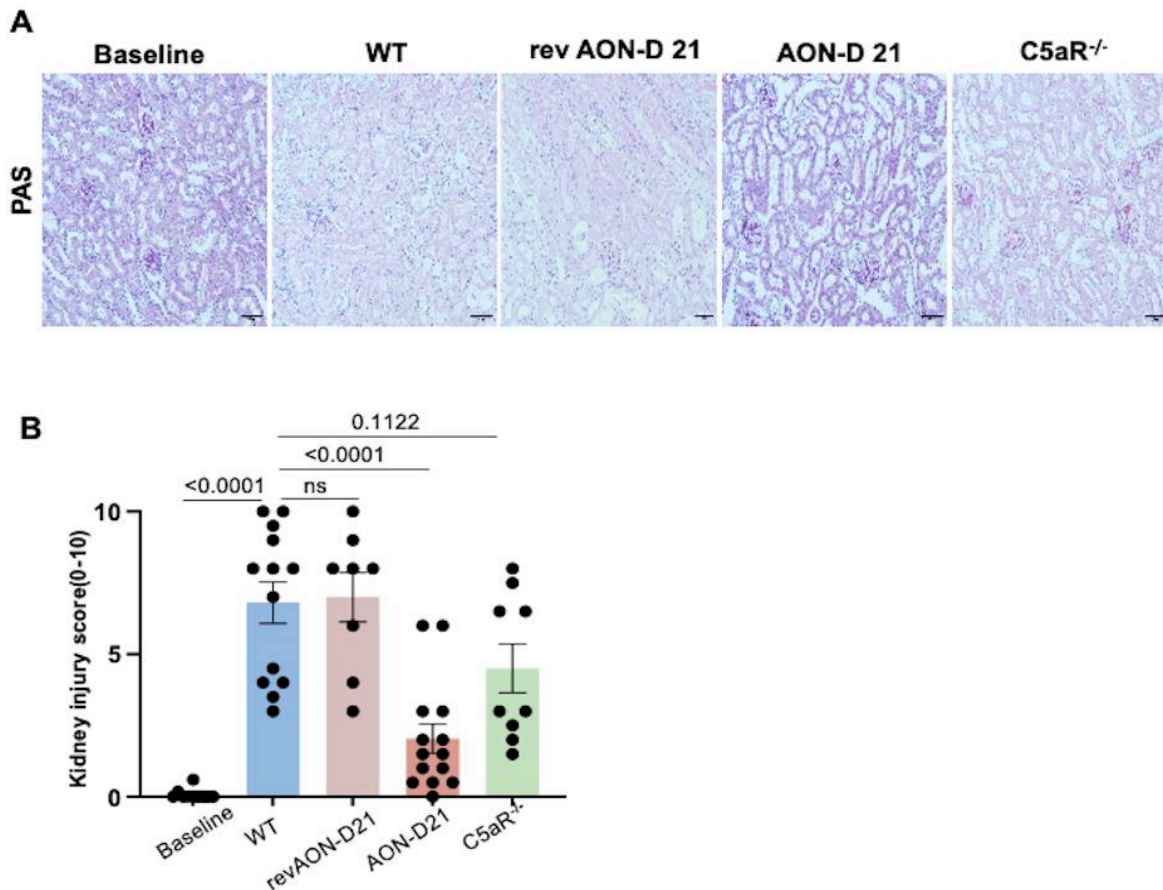 A
Baseline WT rev AON-D 21 AON-D 21 C5aR-/-
PAS
B
0.1122
<0.0001
<0.0001 ns
Kidney injury score(0-10)
10
5
0
Baseline WT revAON-D21 AON-D21 C5aR-/-